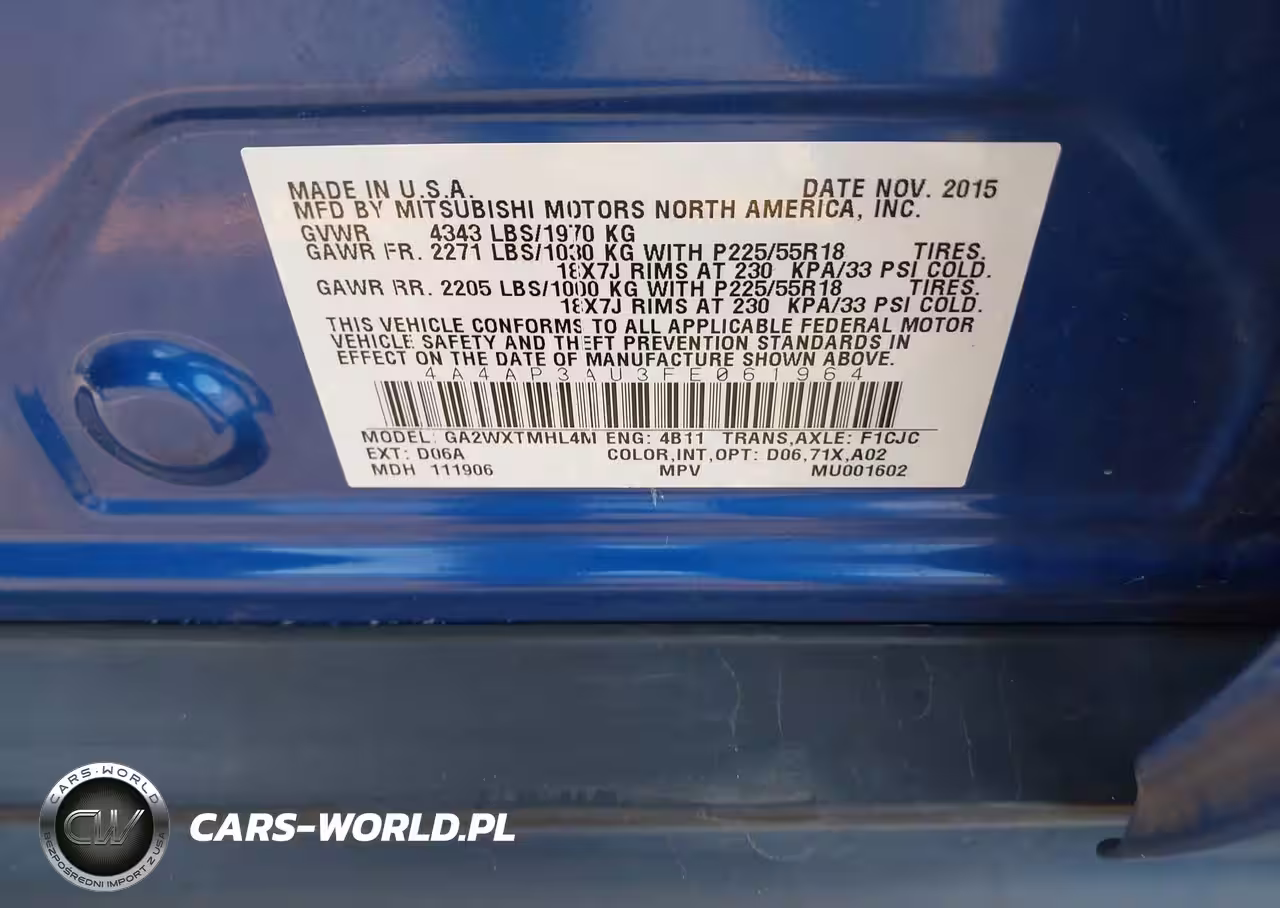 MADE IN U.S.A. DATE NOV. 2015
MFD BY MITSUBISHI MOTORS NORTH AMERICA, INC.
GVWR 4343 LBS/1970 KG
GAWR FR. 2271 LBS/1030 KG WITH P225/55R18 TIRES.
18X7J RIMS AT 230 KPA/33 PSI COLD.
GAWR RR. 2205 LBS/1000 KG WITH P225/55R18 TIRES.
18X7J RIMS AT 230 KPA/33 PSI COLD.
THIS VEHICLE CONFORMS TO ALL APPLICABLE FEDERAL MOTOR
VEHICLE SAFETY AND THEFT PREVENTION STANDARDS IN
EFFECT ON THE DATE OF MANUFACTURE SHOWN ABOVE.
4A4AP3AU3FE061964
MODEL: GA2WXTMHL4M ENG: 4B11 TRANS,AXLE: F1CJC
EXT: D06A COLOR,INT,OPT: D06,71X,A02
MDH 111906 MPV MU001602
CARS-WORLD
CW
BEZPOŚREDNI IMPORT Z USA
CARS-WORLD.PL